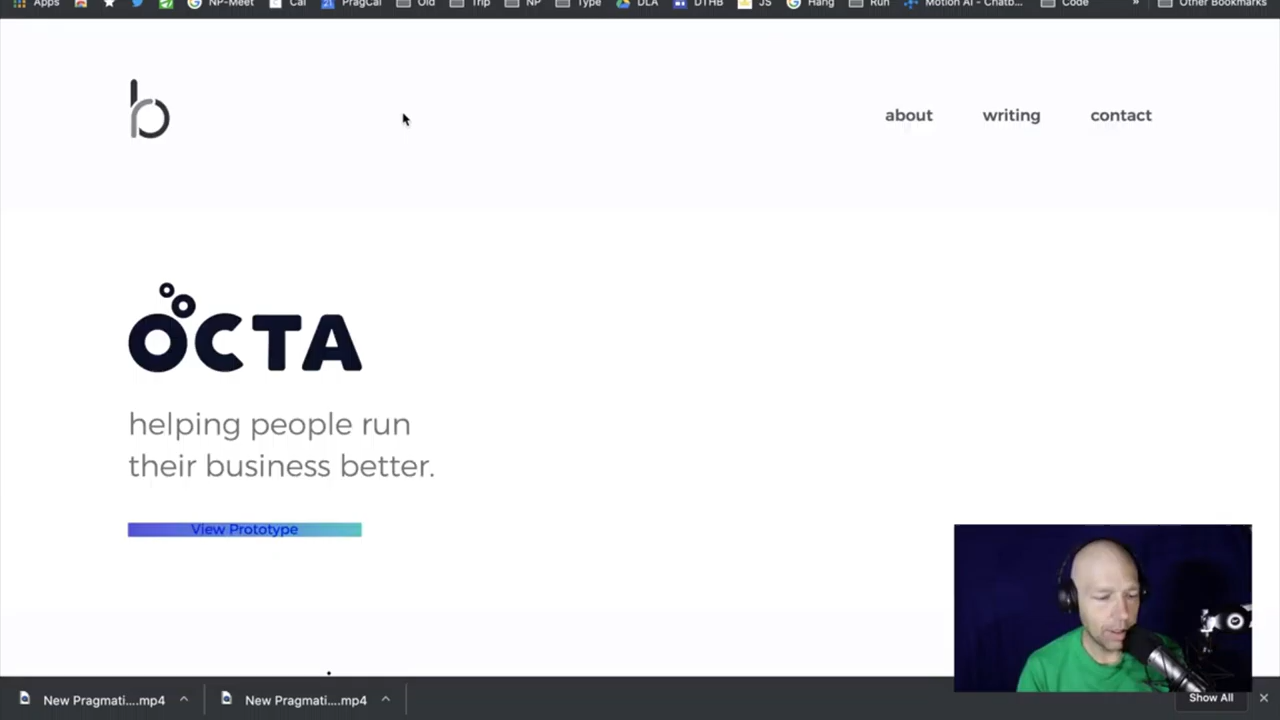 Apps
NP-Meet
Cal
PragCal
Old
Trip
NP
Type
DLA
DTHB
JS
Hang
Run
Motion AI - Chatb...
Code
»
Other Bookmarks
b
about
writing
contact
OCTA
helping people run
their business better.
View Prototype
New Pragmati....mp4
New Pragmati....mp4
Show All